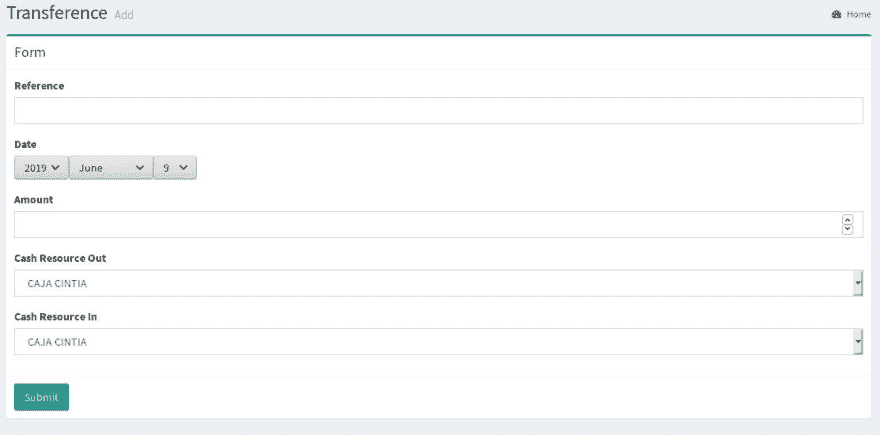 Transference Add Home
Form
Reference
Date
2019 June 9
Amount
Cash Resource Out
CAJA CINTIA
Cash Resource In
CAJA CINTIA
Submit